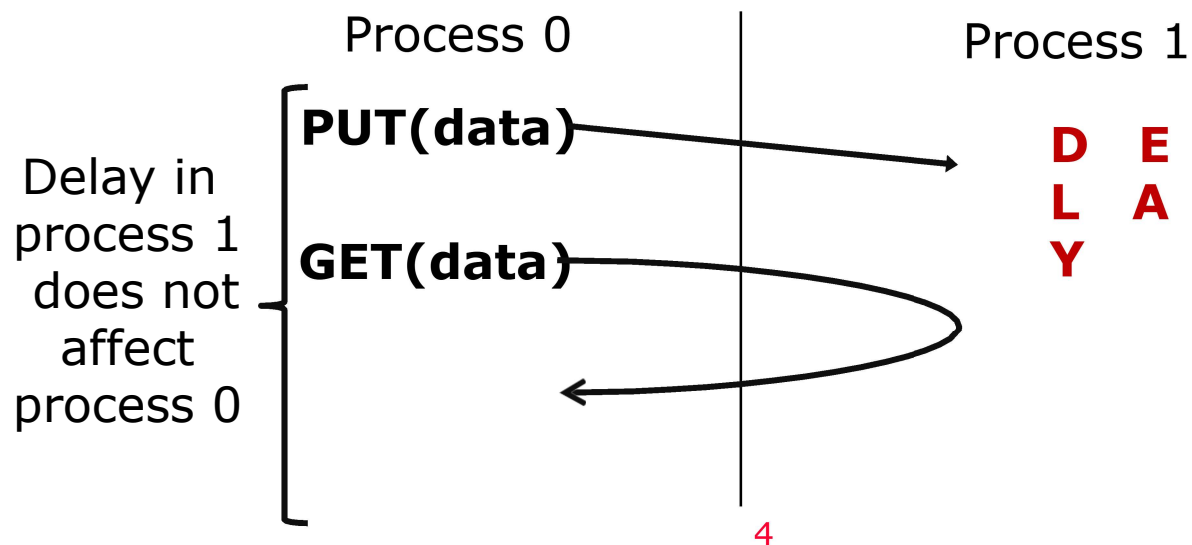 Process 0
Process 1
PUT(data)
GET(data)
Delay in
process 1
does not
affect
process 0
D E
L A
Y
4